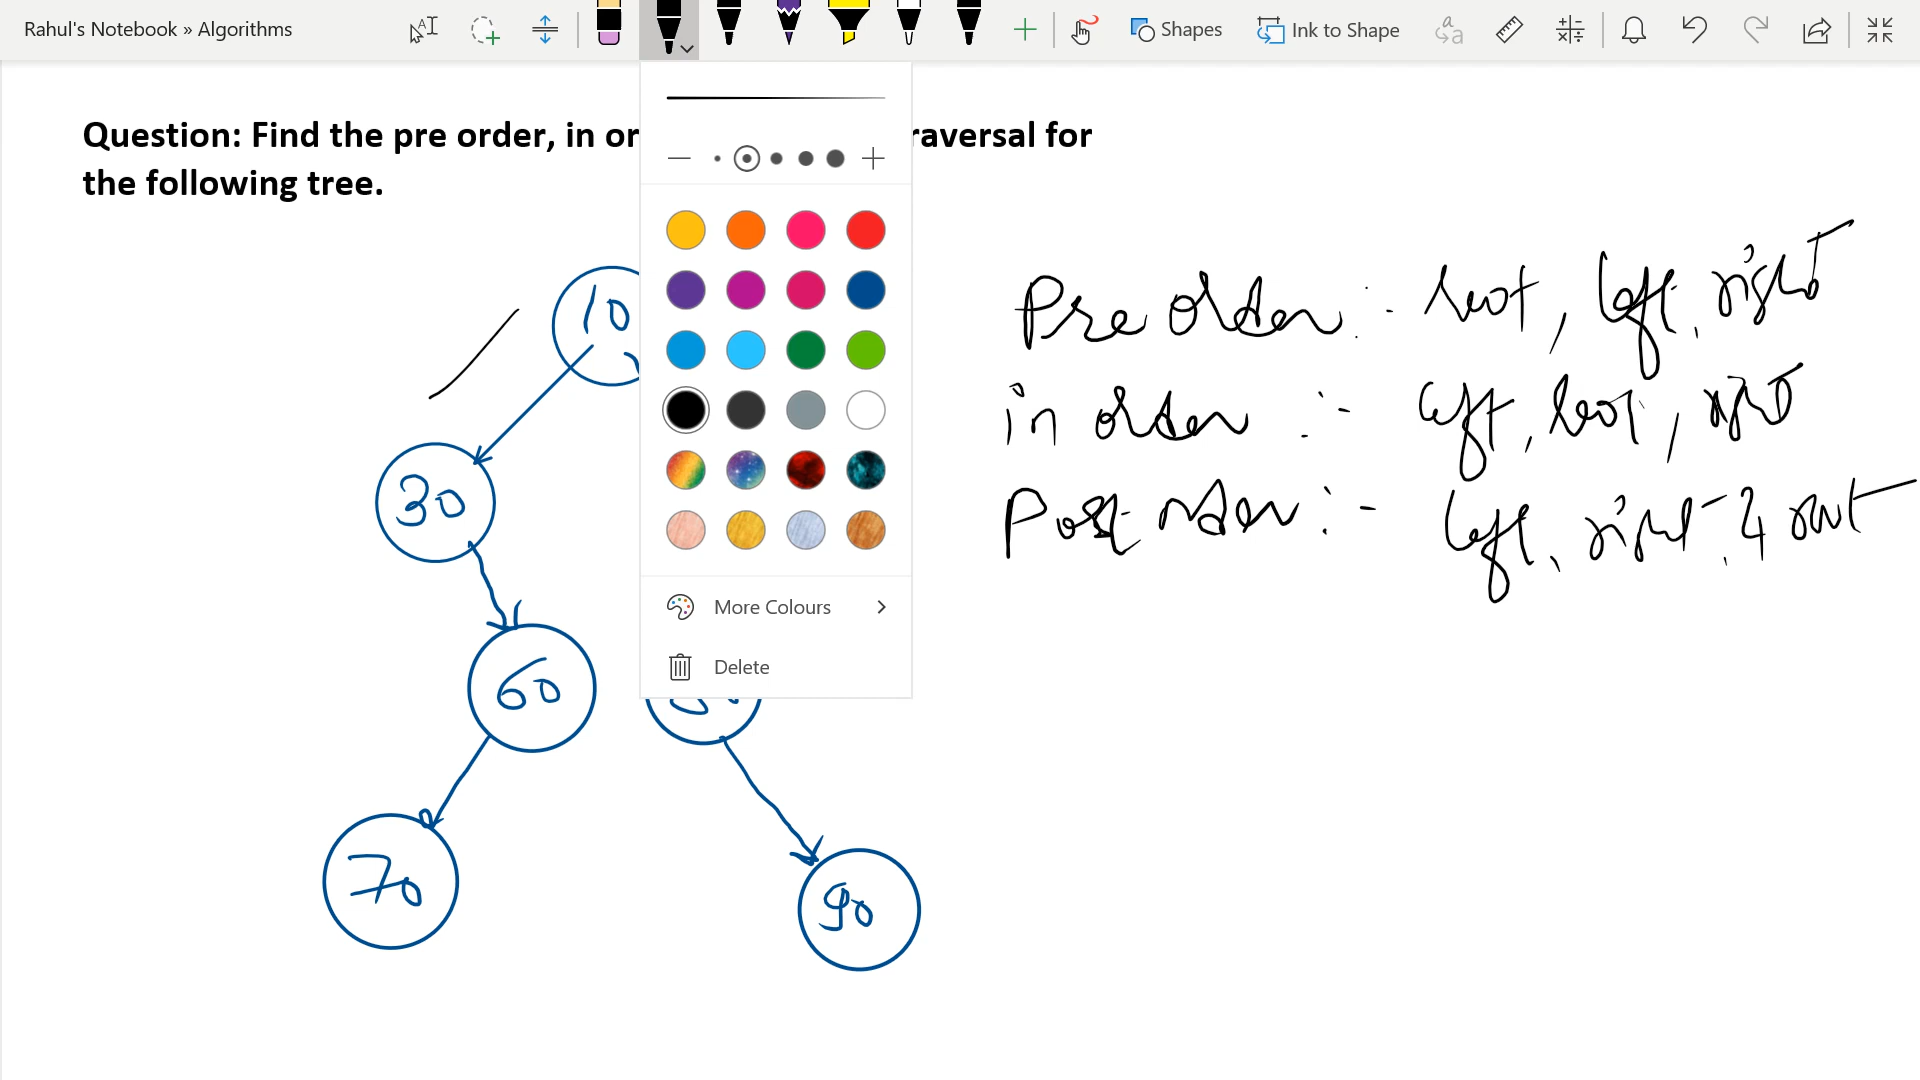 Rahul's Notebook » Algorithms
Shapes
Ink to Shape
Question: Find the pre order, in or raversal for
the following tree.
10
30
60
70
90
More Colours
Delete
Pre order :- root, left, right
in order :- left, root, right
Post order :- left, right, & root